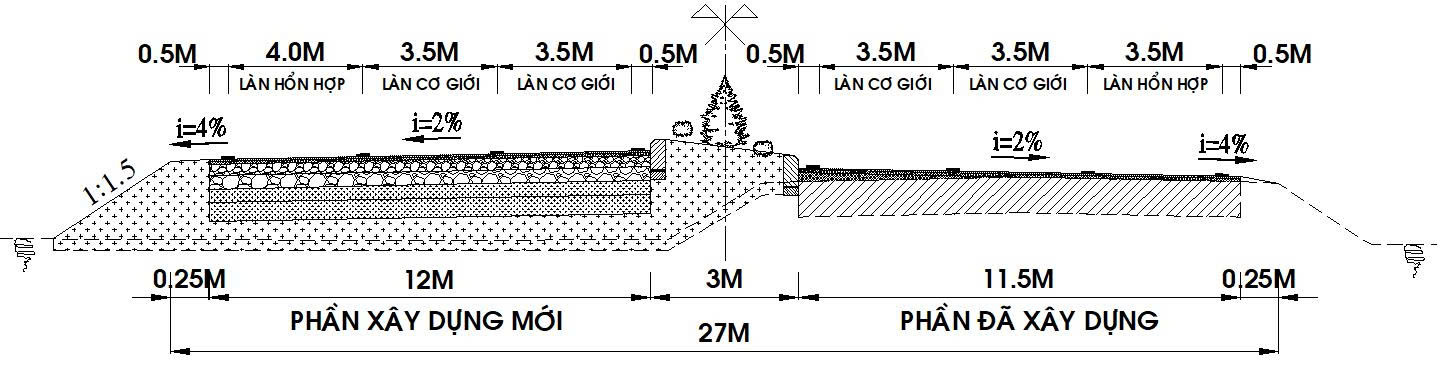 0.5M 4.0M 3.5M 3.5M 0.5M 0.5M 3.5M 3.5M 3.5M 0.5M
LÀN HỔN HỢP LÀN CƠ GIỚI LÀN CƠ GIỚI LÀN CƠ GIỚI LÀN CƠ GIỚI LÀN HỔN HỢP
i=4% i=2% i=2% i=4%
1:1.5
0.25M 12M 3M 11.5M 0.25M
PHẦN XÂY DỰNG MỚI PHẦN ĐÃ XÂY DỰNG
27M